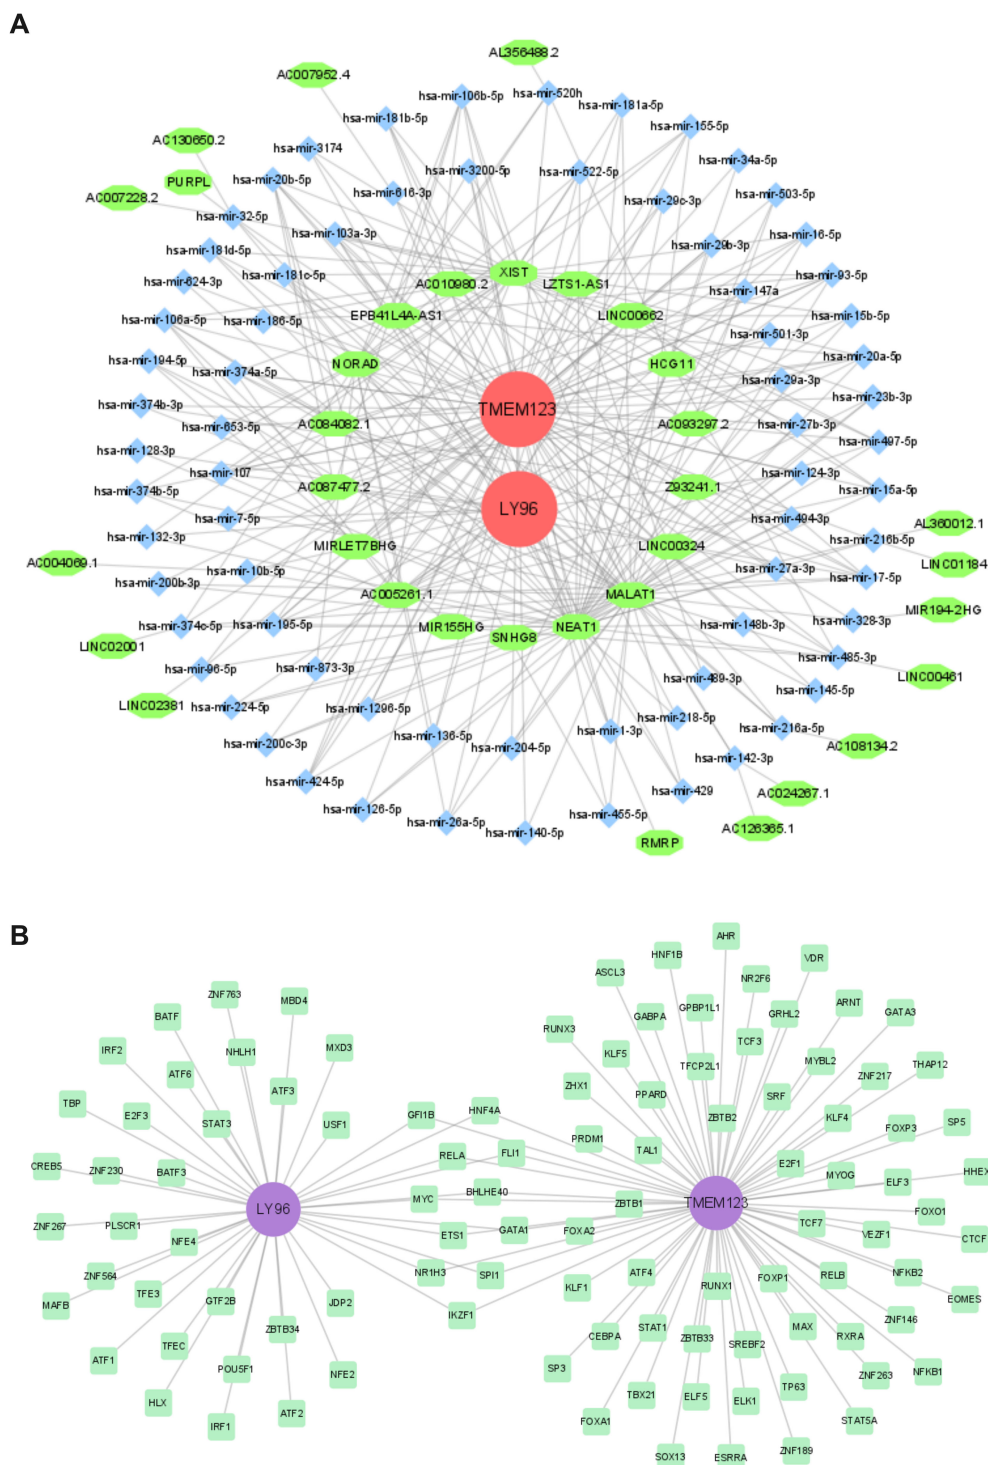 A
AL356488.2
AC007952.4
hsa-mir-106b-5p
hsa-mir-520h
hsa-mir-181a-5p
hsa-mir-181b-5p
hsa-mir-155-5p
AC130650.2
hsa-mir-3174
hsa-mir-34a-5p
PURPL
hsa-mir-20b-5p
hsa-mir-3200-5p
hsa-mir-522-5p
AC007228.2
hsa-mir-616-3p
hsa-mir-29c-3p
hsa-mir-503-5p
hsa-mir-32-5p
hsa-mir-103a-3p
hsa-mir-16-5p
hsa-mir-181d-5p
hsa-mir-29b-3p
hsa-mir-624-3p
hsa-mir-181c-5p
AC010980.2
XIST
LZTS1-AS1
hsa-mir-93-5p
hsa-mir-147a
hsa-mir-106a-5p
hsa-mir-186-5p
EPB41L4A-AS1
LINC00662
hsa-mir-15b-5p
hsa-mir-501-3p
hsa-mir-194-5p
hsa-mir-374a-5p
NORAD
HCG11
hsa-mir-20a-5p
hsa-mir-29a-3p
hsa-mir-374b-3p
hsa-mir-23b-3p
TMEM123
hsa-mir-653-5p
AC084082.1
AC093297.2
hsa-mir-27b-3p
hsa-mir-497-5p
hsa-mir-128-3p
hsa-mir-107
hsa-mir-124-3p
hsa-mir-374b-5p
AC087477.2
Z93241.1
hsa-mir-15a-5p
LY96
hsa-mir-7-5p
hsa-mir-494-3p
AL360012.1
hsa-mir-132-3p
MIRLET7BHG
LINC00324
hsa-mir-216b-5p
AC004069.1
hsa-mir-10b-5p
hsa-mir-27a-3p
LINC01184
hsa-mir-200b-3p
hsa-mir-17-5p
AC005261.1
MALAT1
MIR194-2HG
hsa-mir-374c-5p
hsa-mir-195-5p
MIR155HG
SNHG8
NEAT1
hsa-mir-148b-3p
hsa-mir-328-3p
LINC02001
hsa-mir-96-5p
hsa-mir-873-3p
hsa-mir-485-3p
LINC00461
hsa-mir-489-3p
LINC02381
hsa-mir-224-5p
hsa-mir-1296-5p
hsa-mir-145-5p
hsa-mir-218-5p
hsa-mir-200c-3p
hsa-mir-136-5p
hsa-mir-204-5p
hsa-mir-1-3p
hsa-mir-216a-5p
AC108134.2
hsa-mir-424-5p
hsa-mir-142-3p
hsa-mir-429
AC024267.1
hsa-mir-126-5p
hsa-mir-26a-5p
hsa-mir-140-5p
hsa-mir-455-5p
AC126365.1
RMRP
B
AHR
HNF1B
VDR
ASCL3
NR2F6
ZNF763
MBD4
GPBP1L1
GRHL2
ARNT
GATA3
BATF
GABPA
RUNX3
TCF3
IRF2
NHLH1
MXD3
KLF5
MYBL2
TFCP2L1
THAP12
ATF6
ATF3
ZHX1
PPARD
ZNF217
TBP
E2F3
STAT3
USF1
GFI1B
HNF4A
ZBTB2
SRF
KLF4
SP5
FOXP3
PRDM1
TAL1
CREB5
ZNF230
BATF3
RELA
FLI1
E2F1
MYOG
ELF3
HHEX
LY96
MYC
BHLHE40
ZBTB1
TMEM123
FOXO1
ZNF267
PLSCR1
NFE4
ETS1
GATA1
FOXA2
TCF7
VEZF1
CTCF
ZNF564
NR1H3
SPI1
ATF4
RUNX1
FOXP1
RELB
NFKB2
KLF1
MAFB
TFE3
GTF2B
JDP2
IKZF1
EOMES
ZNF146
TFEC
ZBTB34
CEBPA
STAT1
ZBTB33
SREBF2
MAX
RXRA
ATF1
POU5F1
NFE2
SP3
TP63
ZNF263
NFKB1
HLX
TBX21
ELF5
ELK1
IRF1
ATF2
FOXA1
STAT5A
SOX13
ESRRA
ZNF189